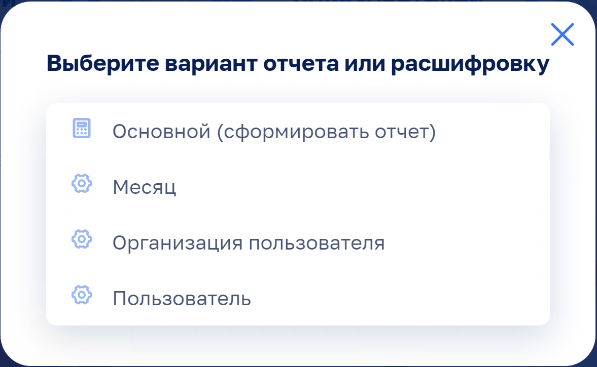 Выберите вариант отчета или расшифровку
Основной (сформировать отчет)
Месяц
Организация пользователя
Пользователь